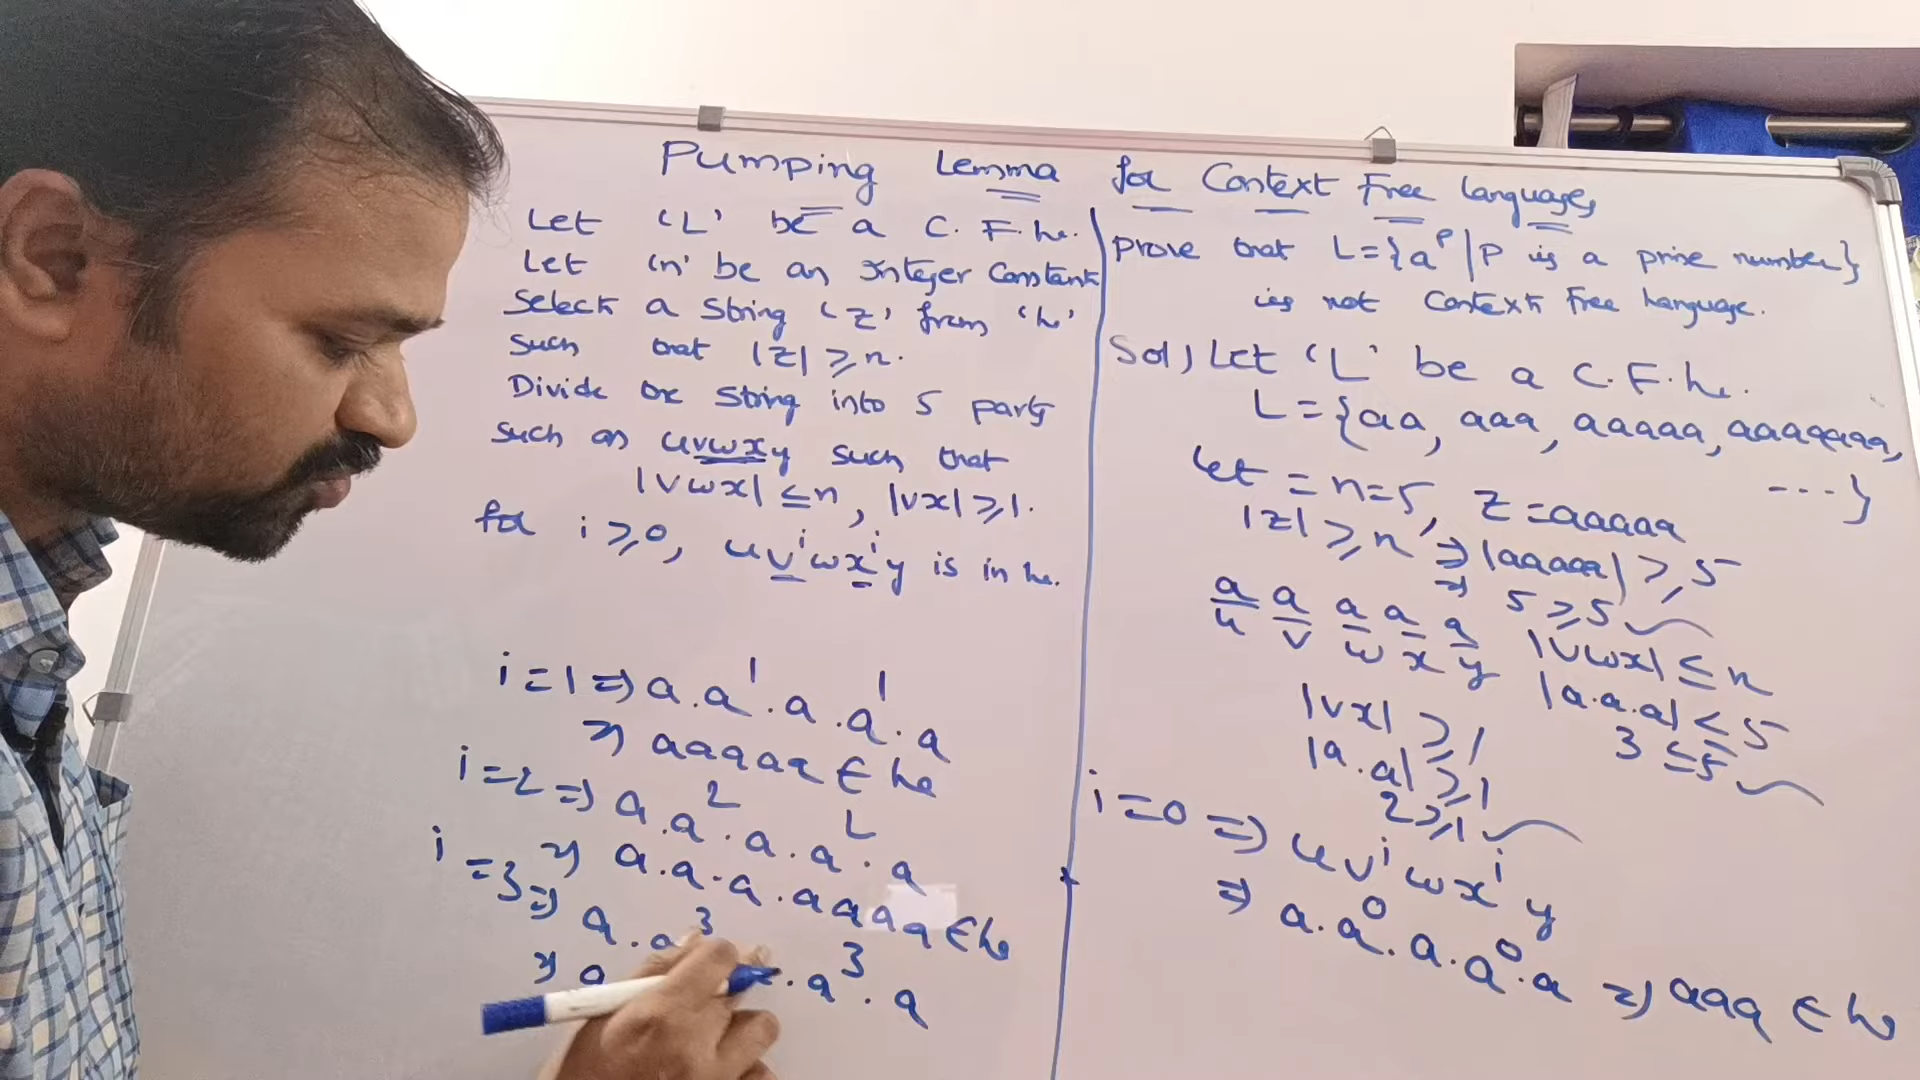 Pumping Lemma for Context Free Languages
Let 'L' be a C.F.L.
Let 'n' be an Integer Constant
Select a string 'z' from 'L'
such that |z| ≥ n.
Divide the string into 5 parts
such as uvwxy such that
|vwx| ≤ n, |vx| ≥ 1.
for i ≥ 0, uv^i wx^i y is in L.
i=1 ⇒ a.a^1.a.a^1.a
⇒ aaaaa ∈ L
i=2 ⇒ a.a^2.a.a^2.a
⇒ a.a.a.aaaa ∈ L
i=3 ⇒ a.a^3 . a^3.a
⇒ a
prove that L={a^p | p is a prime number}
is not Context Free Language.
Sol) Let 'L' be a C.F.L.
L={aa, aaa, aaaaa, aaaaaaa,
...}
let = n=5, z=aaaaa
|z| ≥ n ⇒ |aaaaa| ≥ 5
⇒ 5 ≥ 5 ✓
a a a a a
u v w x y
|vwx| ≤ n
|a.a.a| ≤ 5
3 ≤ 5 ✓
|vx| ≥ 1
|a.a| ≥ 1
2 ≥ 1 ✓
i=0 ⇒ uv^i wx^i y
⇒ a.a^0.a.a^0.a ⇒ aaa ∈ L